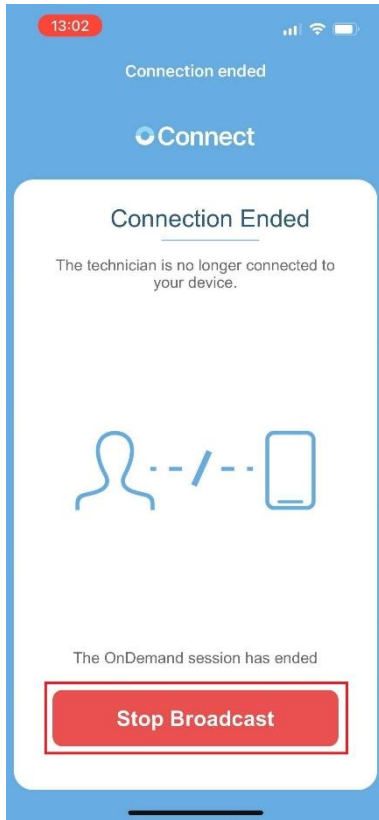 13:02
Connection ended
Connect
Connection Ended
The technician is no longer connected to
your device.
The OnDemand session has ended
Stop Broadcast